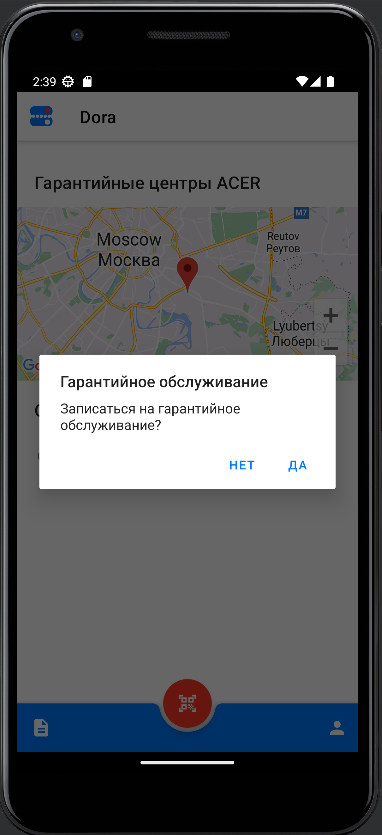 2:39
Dora
Гарантийные центры ACER
M7
Moscow
Москва
Reutov
Реутов
Lyubertsy
Люберцы
+
−
Гарантийное обслуживание
Записаться на гарантийное
обслуживание?
НЕТ
ДА